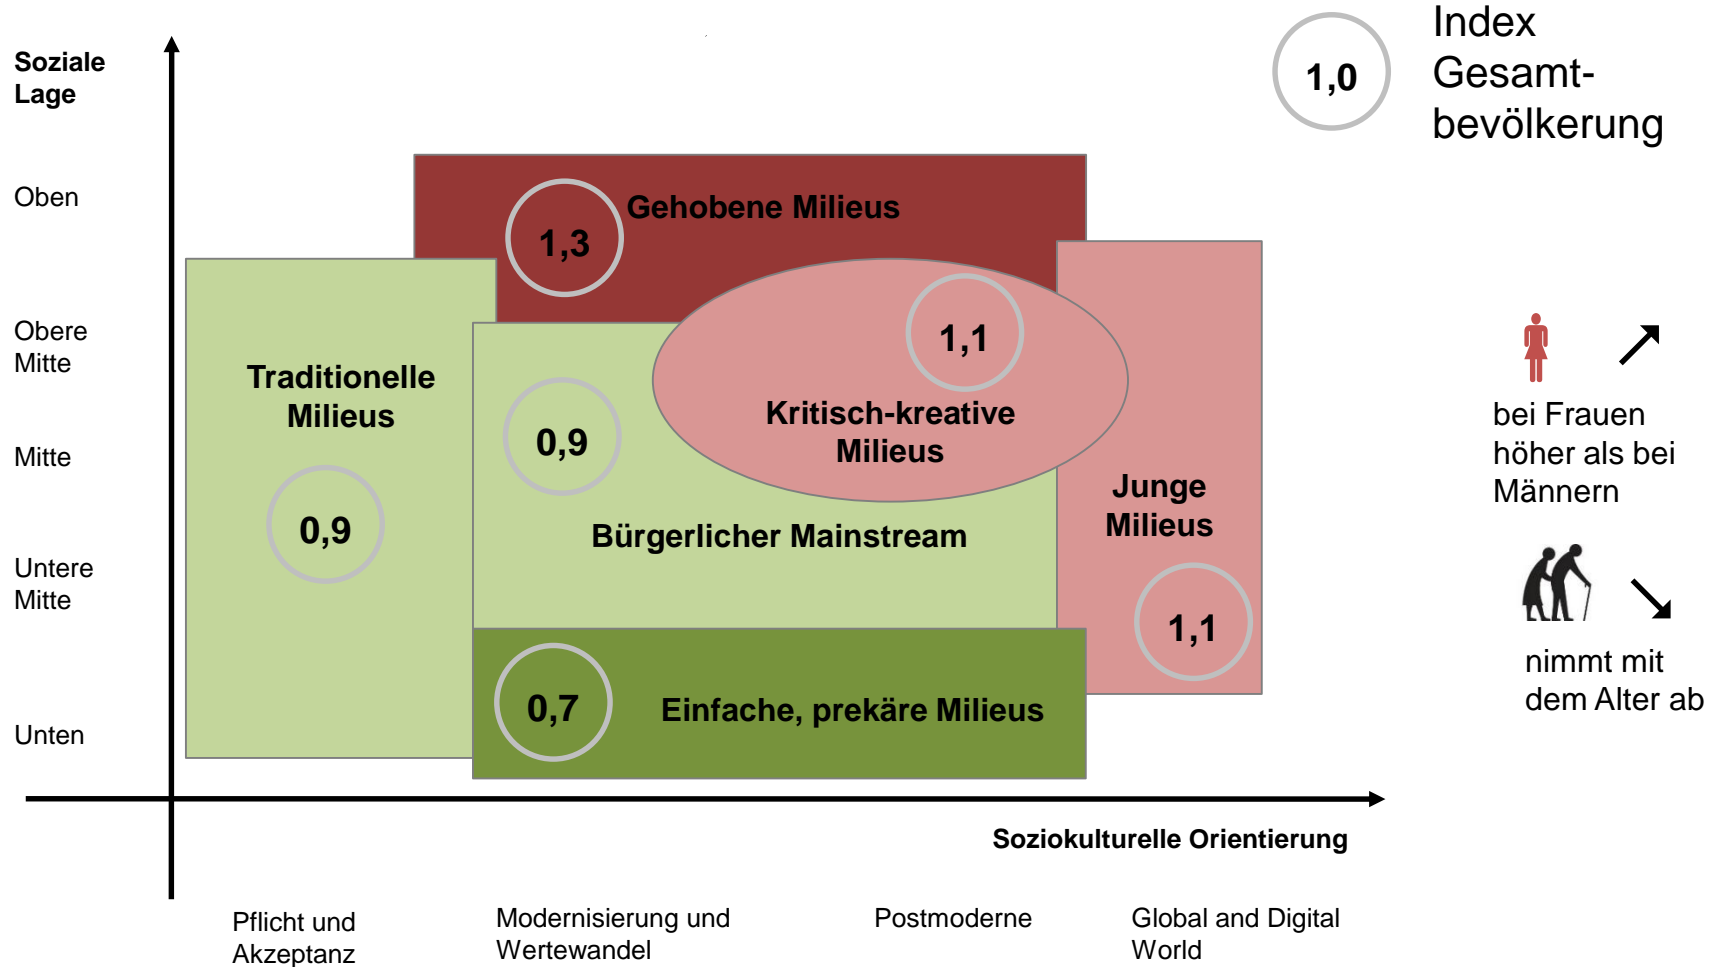 Index
Gesamt-
bevölkerung
1,0
Soziale
Lage
Oben
Obere
Mitte
Mitte
Untere
Mitte
Unten
Gehobene Milieus
1,3
Traditionelle
Milieus
0,9
1,1
Kritisch-kreative
Milieus
0,9
Bürgerlicher Mainstream
Junge
Milieus
1,1
0,7
Einfache, prekäre Milieus
bei Frauen
höher als bei
Männern
nimmt mit
dem Alter ab
Soziokulturelle Orientierung
Pflicht und
Akzeptanz
Modernisierung und
Wertewandel
Postmoderne
Global and Digital
World